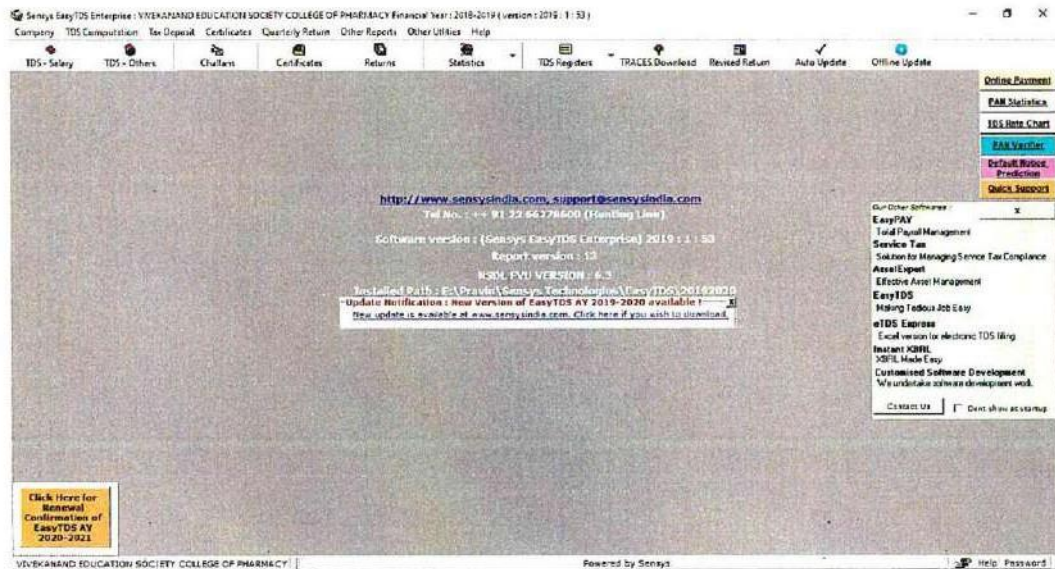 Sensys EasyTDS Enterprise : VIVEKANAND EDUCATION SOCIETY COLLEGE OF PHARMACY Financial Year : 2018-2019 ( version : 2019 : 1 : 53 )
Company TDS Computation Tax Deposit Certificates Quarterly Return Other Reports Other Utilities Help
TDS - Salary TDS - Others Challans Certificates Returns Statistics TDS Registers TRACES Download Revised Return Auto Update Offline Update
Online Payment
PAN Statistics
TDS Rate Chart
PAN Verifier
Default Notice
Prediction
Quick Support
http://www.sensysindia.com, support@sensysindia.com
Tel No. : ++ 91 22 66278600 (Hunting Line)
Software version : (Sensys EasyTDS Enterprise) 2019 : 1 : 53
Report version : 13
NSDL FVU VERSION : 6.3
Installed Path : E:\Pravin\Sensys Technologies\EasyTDS\20192020
Update Notification : New Version of EasyTDS AY 2019-2020 available ! X
New update is available at www.sensysindia.com. Click here if you wish to download.
Our Other Softwares : X
EasyPAY
Total Payroll Management
Service Tax
Solution for Managing Service Tax Compliance
AssetExpert
Effective Asset Management
EasyTDS
Making Tedious Job Easy
eTDS Express
Excel version for electronic TDS filing
Instant XBRL
XBRL Made Easy
Customised Software Development
We undertake software development work.
Contact Us Dont show at startup
Click Here for
Renewal
Confirmation of
EasyTDS AY
2020-2021
VIVEKANAND EDUCATION SOCIETY COLLEGE OF PHARMACY Powered by Sensys Help Password